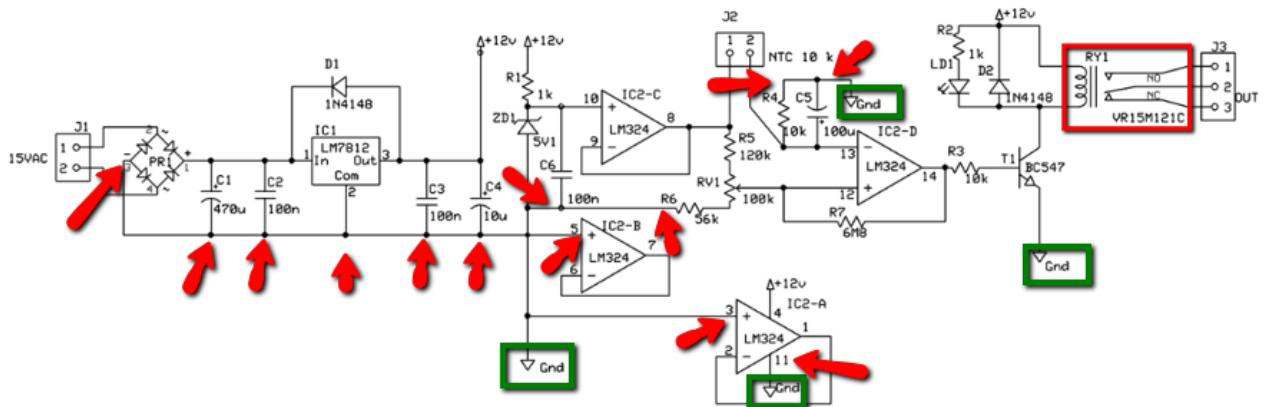 J1
15VAC
1
2
PR1
2
1
4
-
+
C1
470u
C2
100n
D1
1N4148
IC1
LM7812
In
Out
Com
1
3
2
C3
100n
C4
10u
+12v
+12v
R1
1k
ZD1
5V1
C6
100n
10
+
9
-
IC2-C
LM324
8
IC2-B
5
+
6
-
LM324
7
J2
1 2
NTC 10 k
R4
10k
C5
100u
Gnd
R5
120k
RV1
100k
R6
56k
IC2-D
13
-
12
+
LM324
14
R7
6M8
R3
10k
T1
BC547
Gnd
+12v
R2
1k
LD1
D2
1N4148
RY1
NO
NC
VR15M121C
J3
1
2
3
OUT
Gnd
+12v
IC2-A
3
+
2
-
LM324
4
1
11
Gnd